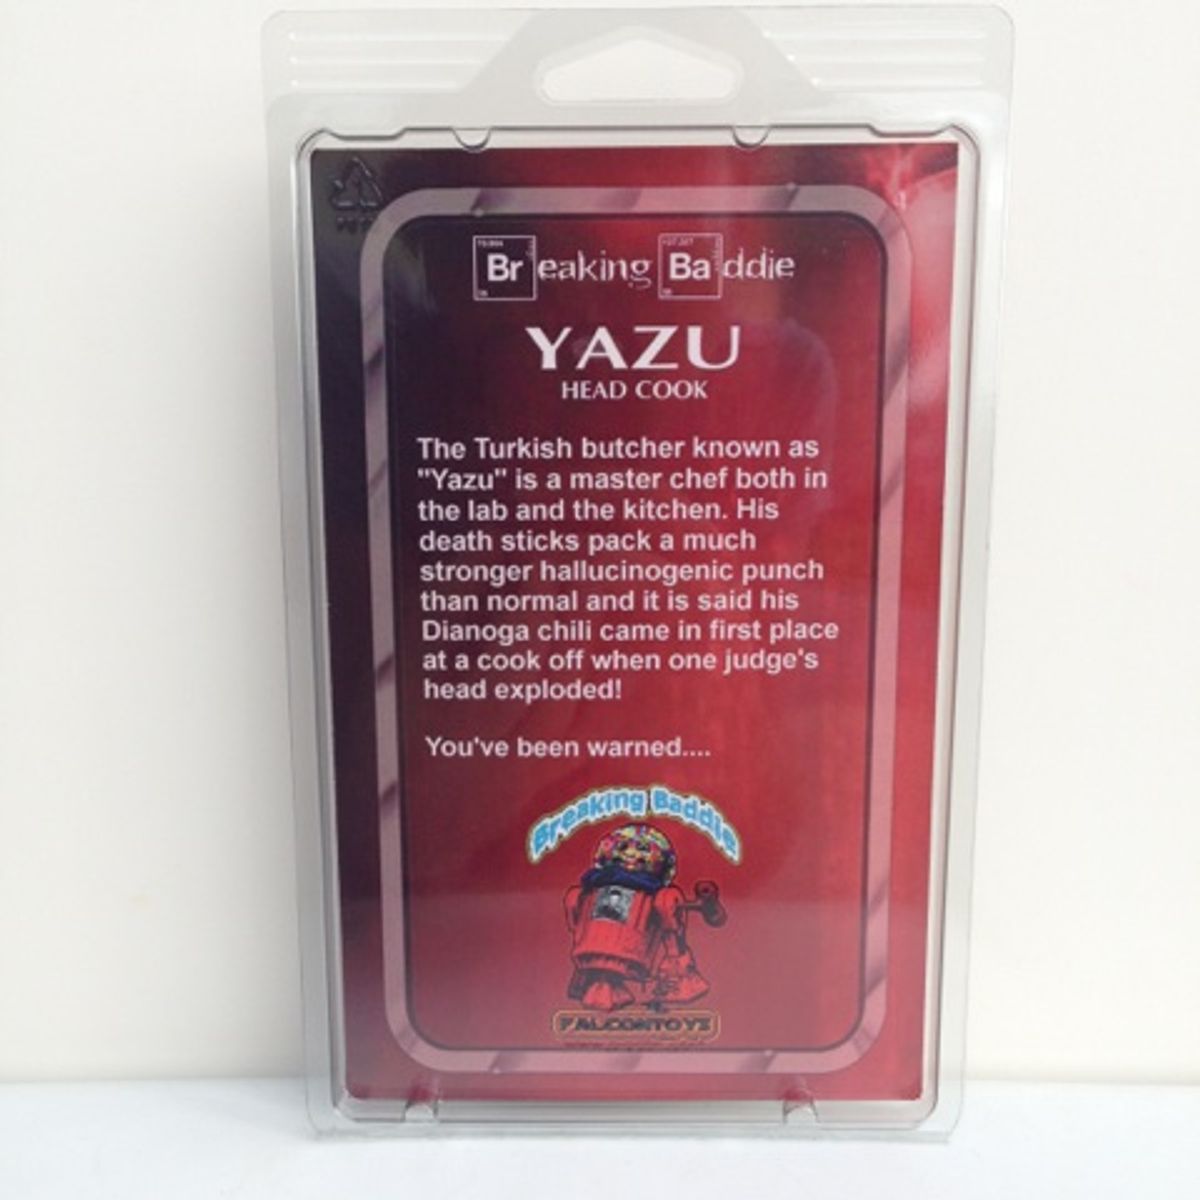 Breaking Baddie
YAZU
HEAD COOK
The Turkish butcher known as
"Yazu" is a master chef both in
the lab and the kitchen. His
death sticks pack a much
stronger hallucinogenic punch
than normal and it is said his
Dianoga chili came in first place
at a cook off when one judge's
head exploded!
You've been warned....
Breaking Baddie
FALCONTOYS